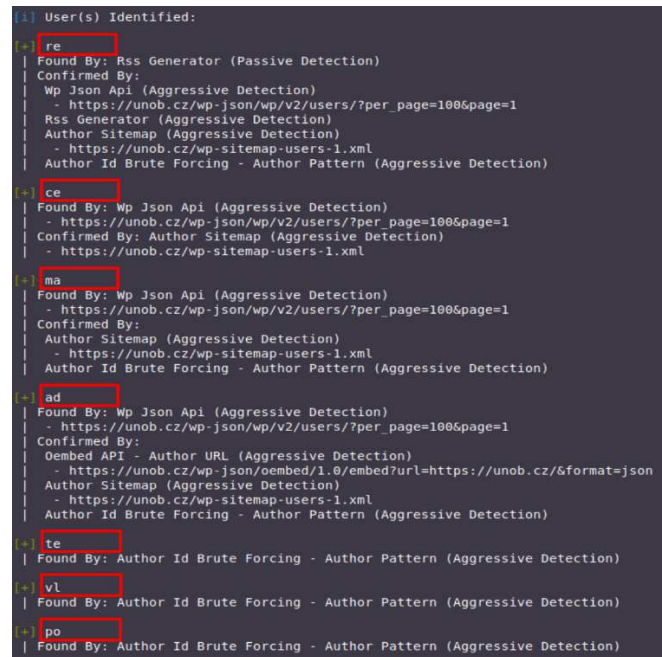 [i] User(s) Identified:
[+] re
| Found By: Rss Generator (Passive Detection)
| Confirmed By:
|  Wp Json Api (Aggressive Detection)
|   - https://unob.cz/wp-json/wp/v2/users/?per_page=100&page=1
|  Rss Generator (Aggressive Detection)
|  Author Sitemap (Aggressive Detection)
|   - https://unob.cz/wp-sitemap-users-1.xml
|  Author Id Brute Forcing - Author Pattern (Aggressive Detection)
[+] ce
| Found By: Wp Json Api (Aggressive Detection)
|  - https://unob.cz/wp-json/wp/v2/users/?per_page=100&page=1
| Confirmed By: Author Sitemap (Aggressive Detection)
|  - https://unob.cz/wp-sitemap-users-1.xml
[+] ma
| Found By: Wp Json Api (Aggressive Detection)
|  - https://unob.cz/wp-json/wp/v2/users/?per_page=100&page=1
| Confirmed By:
|  Author Sitemap (Aggressive Detection)
|   - https://unob.cz/wp-sitemap-users-1.xml
|  Author Id Brute Forcing - Author Pattern (Aggressive Detection)
[+] ad
| Found By: Wp Json Api (Aggressive Detection)
|  - https://unob.cz/wp-json/wp/v2/users/?per_page=100&page=1
| Confirmed By:
|  Oembed API - Author URL (Aggressive Detection)
|   - https://unob.cz/wp-json/oembed/1.0/embed?url=https://unob.cz/&format=json
|  Author Sitemap (Aggressive Detection)
|   - https://unob.cz/wp-sitemap-users-1.xml
|  Author Id Brute Forcing - Author Pattern (Aggressive Detection)
[+] te
| Found By: Author Id Brute Forcing - Author Pattern (Aggressive Detection)
[+] vl
| Found By: Author Id Brute Forcing - Author Pattern (Aggressive Detection)
[+] po
| Found By: Author Id Brute Forcing - Author Pattern (Aggressive Detection)